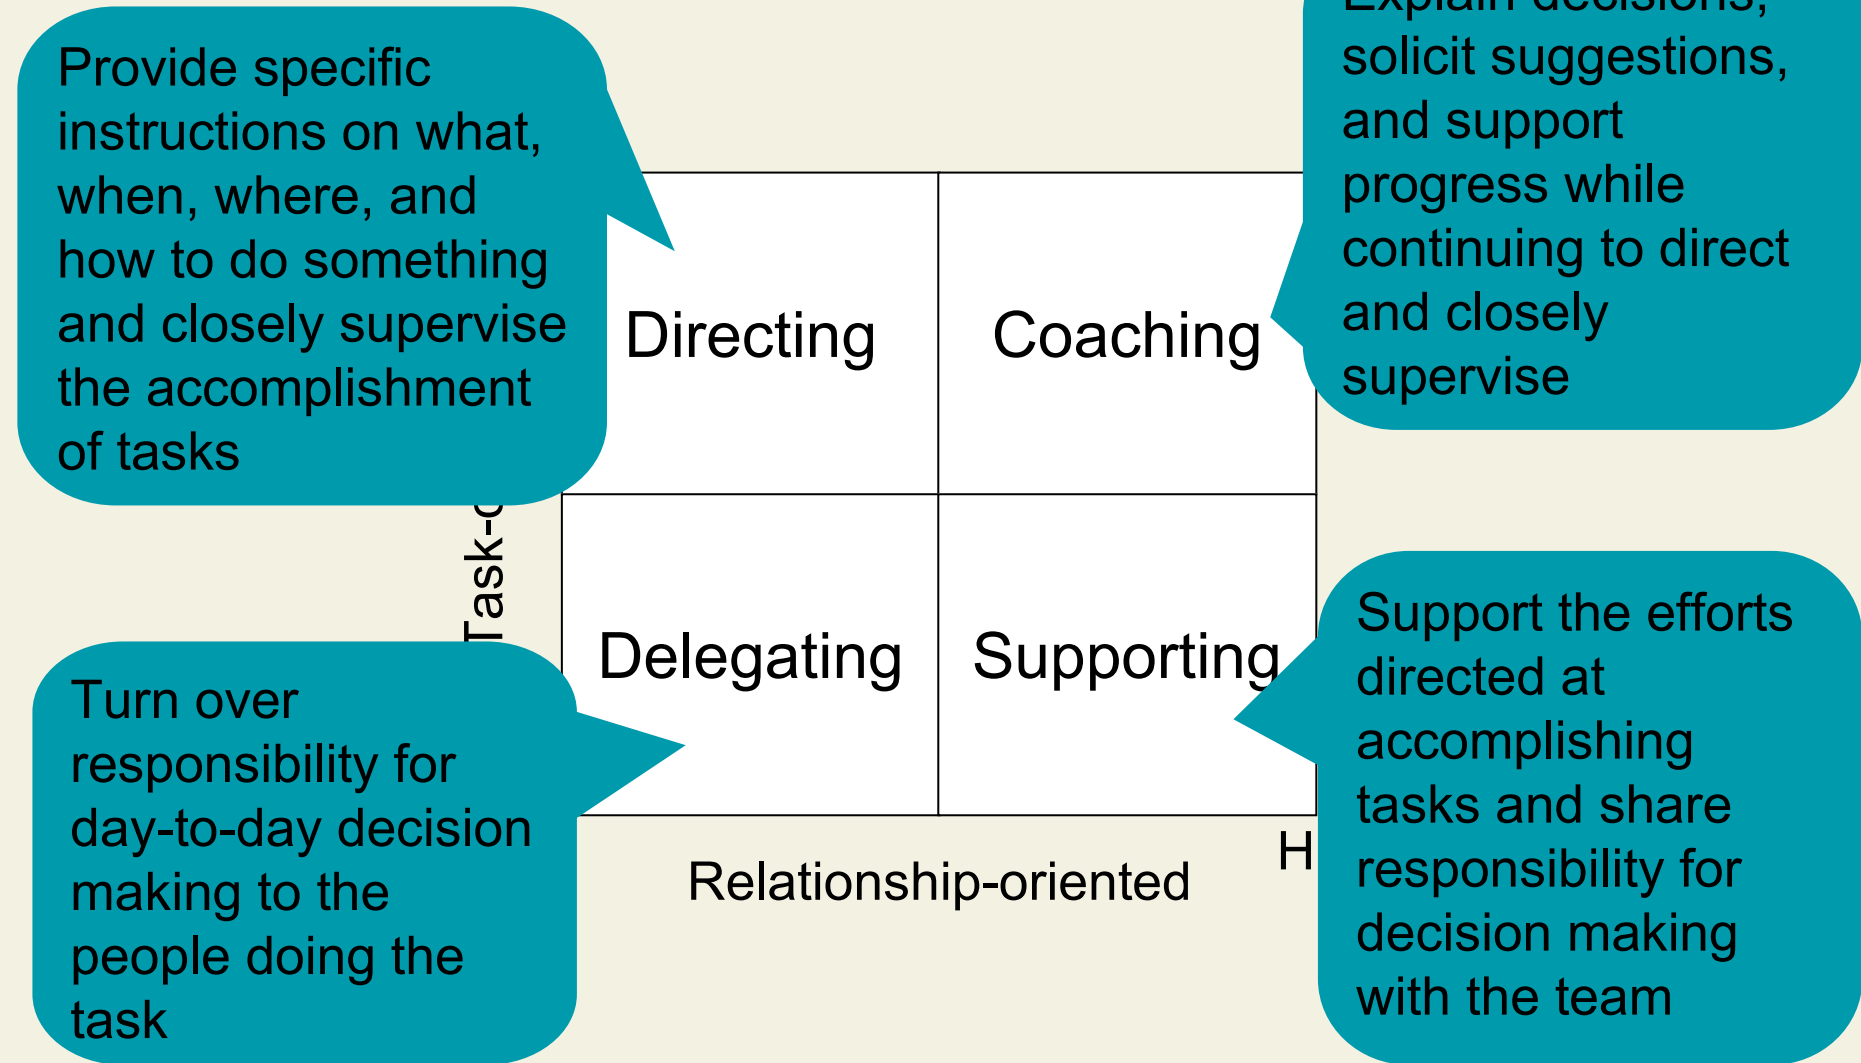 Provide specific
instructions on what,
when, where, and
how to do something
and closely supervise
the accomplishment
of tasks
Explain decisions,
solicit suggestions,
and support
progress while
continuing to direct
and closely
supervise
Directing
Coaching
Task-
Delegating
Supporting
Turn over
responsibility for
day-to-day decision
making to the
people doing the
task
Support the efforts
directed at
accomplishing
tasks and share
responsibility for
decision making
with the team
H
Relationship-oriented